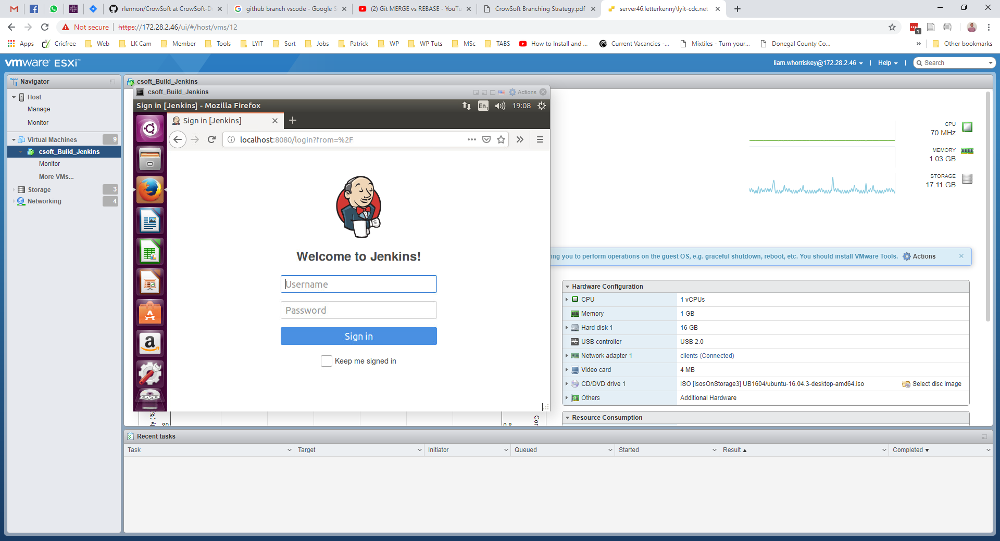 rlennon/CrowSoft at CrowSoft-D
github branch vscode - Google S
(2) Git MERGE vs REBASE - YouTu
CrowSoft Branching Strategy.pdf
server46.letterkenny\lyit-cdc.net
Not secure
https://172.28.2.46/ui/#/host/vms/12
1
Apps
Cricfree
Web
LK Cam
Member
Tools
LYIT
Sort
Jobs
Patrick
WP
WP Tuts
MSc
TABS
How to Install and ...
Current Vacancies -...
Mixtiles - Turn your...
Donegal County Co...
»
Other bookmarks
vmware ESXi™
liam.whorriskey@172.28.2.46
Help
Search
Navigator
Host
Manage
Monitor
Virtual Machines 9
csoft_Build_Jenkins
Monitor
More VMs...
Storage 3
Networking 4
csoft_Build_Jenkins
csoft_Build_Jenkins
Actions
Sign in [Jenkins] - Mozilla Firefox
En1
19:08
Sign in [Jenkins]
localhost:8080/login?from=%2F
Welcome to Jenkins!
Username
Password
Sign in
Keep me signed in
DVD
CPU
70 MHz
MEMORY
1.03 GB
STORAGE
17.11 GB
ing you to perform operations on the guest OS, e.g. graceful shutdown, reboot, etc. You should install VMware Tools.
Actions
Hardware Configuration
CPU 1 vCPUs
Memory 1 GB
Hard disk 1 16 GB
USB controller USB 2.0
Network adapter 1 clients (Connected)
Video card 4 MB
CD/DVD drive 1 ISO [isosOnStorage3] UB1604/ubuntu-16.04.3-desktop-amd64.iso Select disc image
Others Additional Hardware
Resource Consumption
Recent tasks
Task Target Initiator Queued Started Result Completed